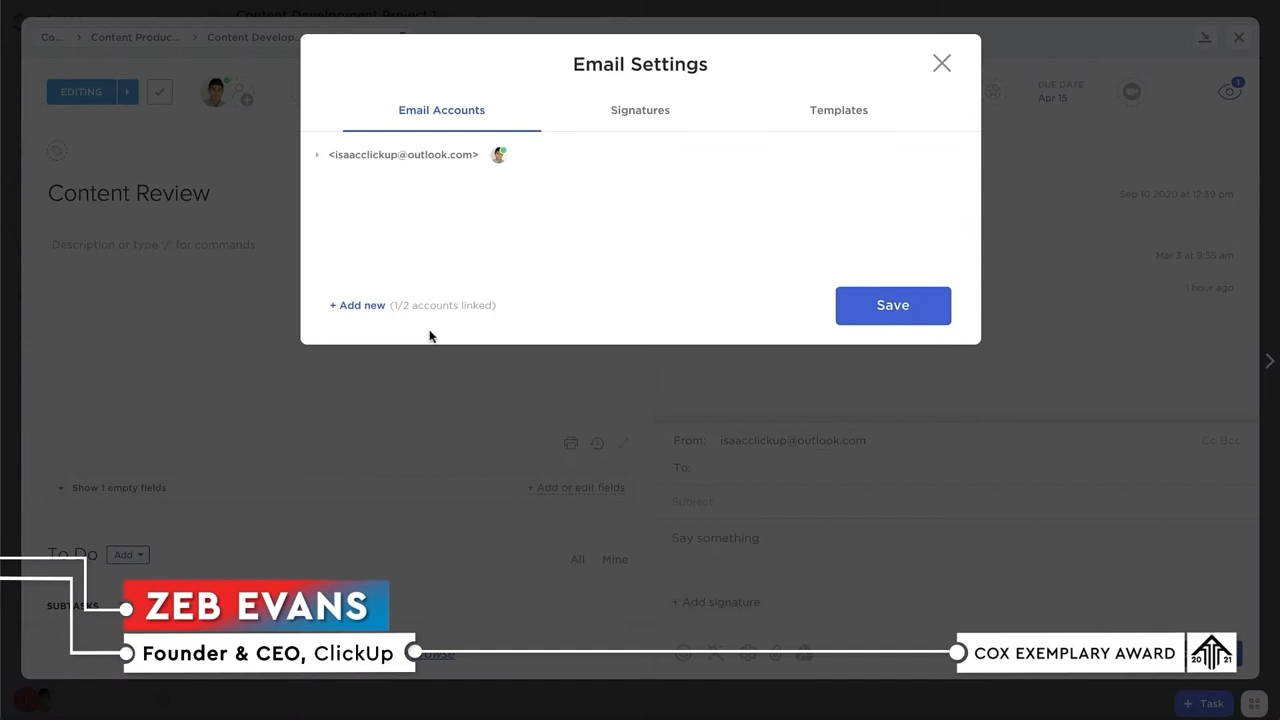 Content Development Project 1
Co...
Content Produc...
Content Develop...
EDITING
DUE DATE
Apr 15
1
Email Settings
Email Accounts
Signatures
Templates
<isaacclickup@outlook.com>
+ Add new (1/2 accounts linked)
Save
Content Review
Description or type '/' for commands
Sep 10 2020 at 12:39 pm
Mar 3 at 9:55 am
1 hour ago
From: isaacclickup@outlook.com
Cc Bcc
To:
Subject
Say something
+ Add signature
Show 1 empty fields
+ Add or edit fields
To Do
Add
All
Mine
SUBTASKS
ZEB EVANS
Founder & CEO, ClickUp
COX EXEMPLARY AWARD
2021
+ Task